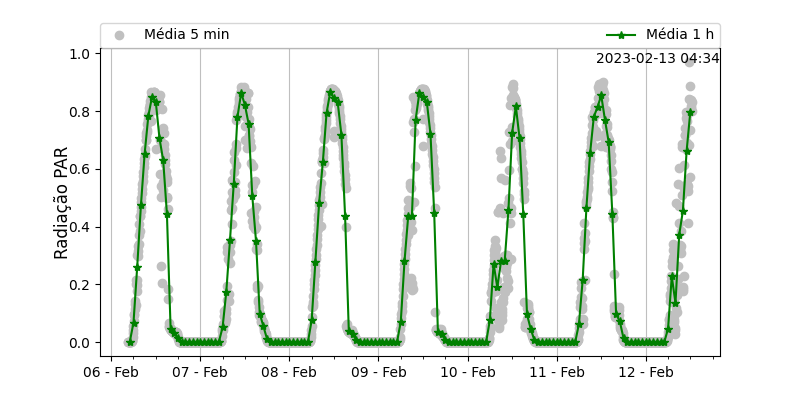 Média 5 min
Média 1 h
2023-02-13 04:34
Radiação PAR
1.0
0.8
0.6
0.4
0.2
0.0
06 - Feb
07 - Feb
08 - Feb
09 - Feb
10 - Feb
11 - Feb
12 - Feb